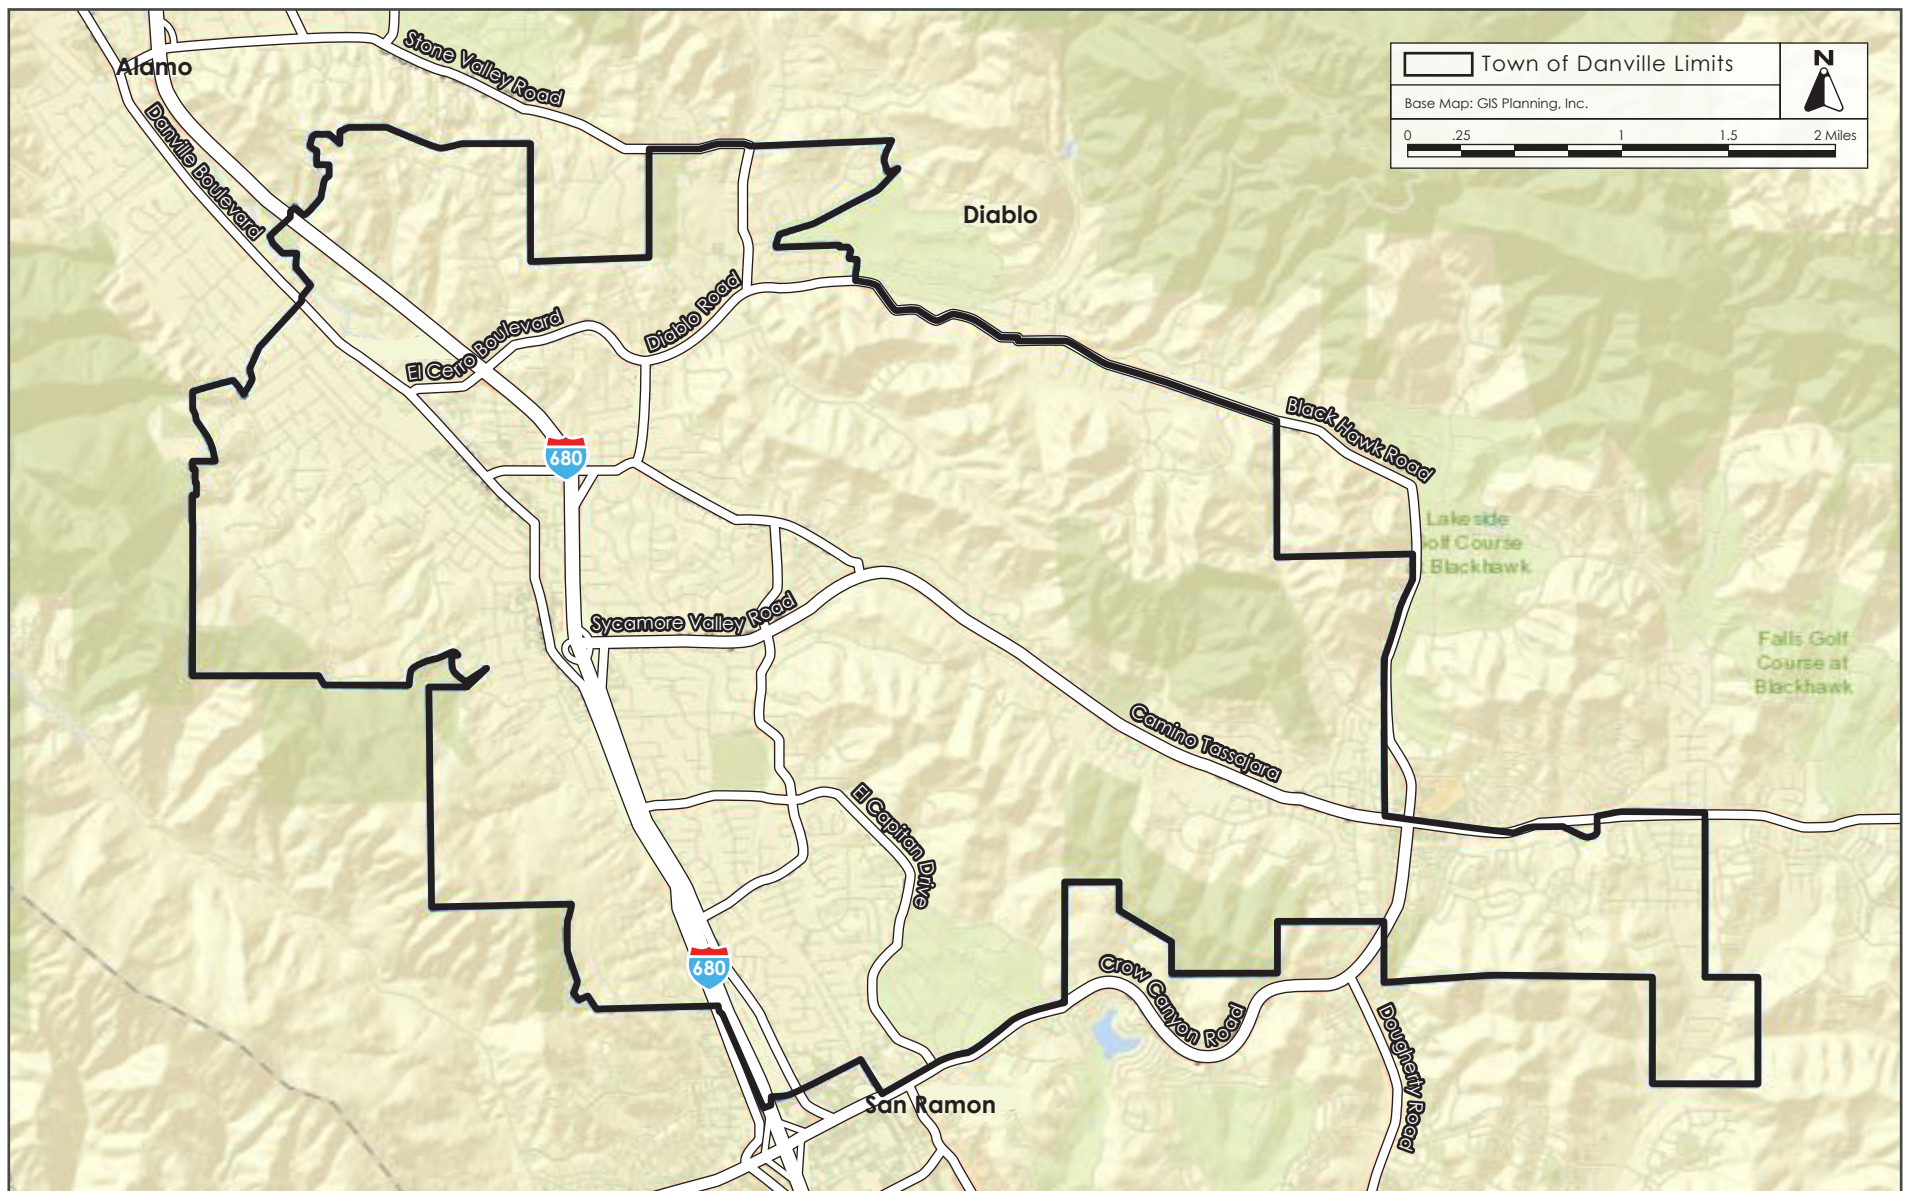 Alamo
Stone Valley Road
Town of Danville Limits
N
Base Map: GIS Planning, Inc.
0 .25 1 1.5 2 Miles
Danville Boulevard
Diablo
Diablo Road
El Cerro Boulevard
Black Hawk Road
680
Lakeside
Course
Blackhawk
Sycamore Valley Road
Falls Golf
Course at
Blackhawk
Camino Tassajara
El Capitan Drive
680
Crow Canyon Road
Dougherty Road
San Ramon